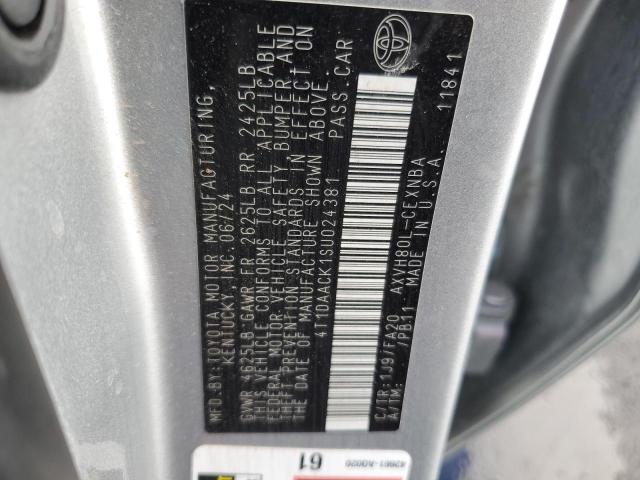 MFD.BY:TOYOTA MOTOR MANUFACTURING,
KENTUCKY, INC. 06/24
GVWR 4625LB GAWR FR 2625LB RR 2425LB
THIS VEHICLE CONFORMS TO ALL APPLICABLE
FEDERAL MOTOR VEHICLE SAFETY, BUMPER,AND
THEFT PREVENTION STANDARDS IN EFFECT ON
THE DATE OF MANUFACTURE SHOWN ABOVE.
4T1DAACK1SU024381 PASS.CAR
C/TR:1J9/FA20 AXVH80L-CEXNBA
A/TM: /PB11 MADE IN U.S.A. 11841
61